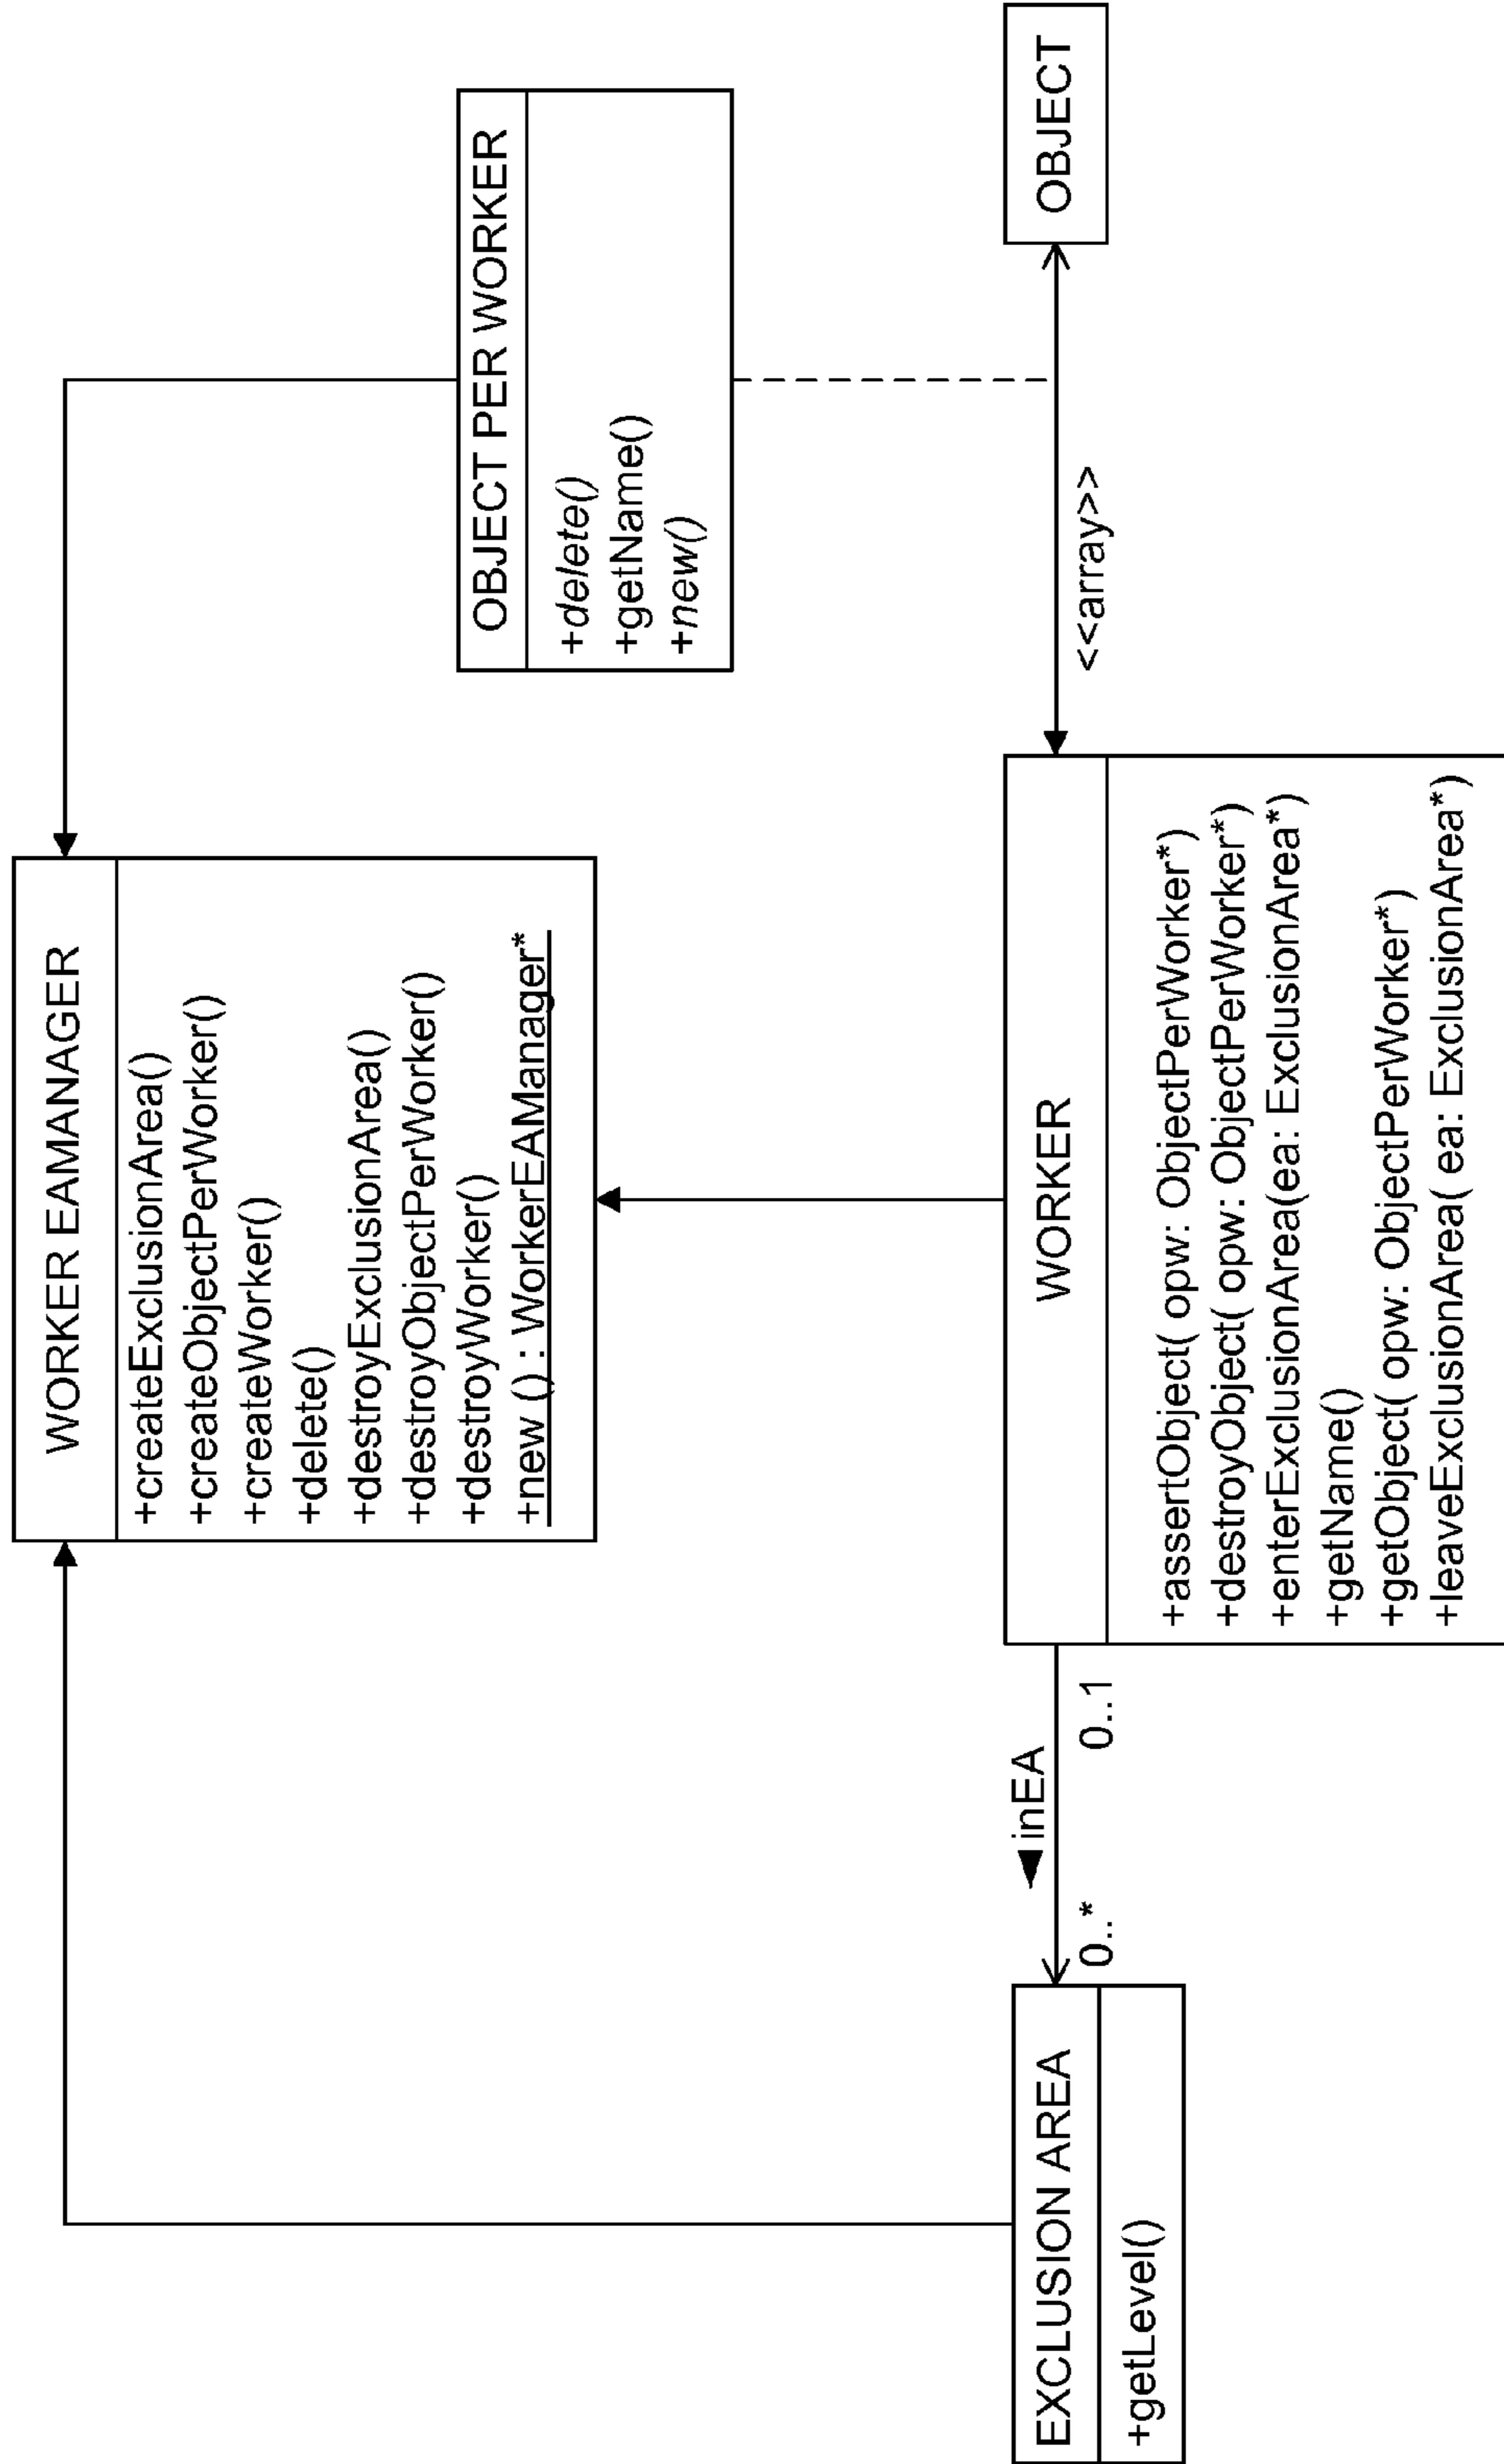 WORKER EAMANAGER
+createExclusionArea()
+createObjectPerWorker()
+createWorker()
+delete()
+destroyExclusionArea()
+destroyObjectPerWorker()
+destroyWorker()
+new () : WorkerEAManager*
OBJECT PER WORKER
+delete()
+getName()
+new()
EXCLUSION AREA
+getLevel()
0..*
inEA
0..1
WORKER
+assertObject( opw: ObjectPerWorker*)
+destroyObject( opw: ObjectPerWorker*)
+enterExclusionArea(ea: ExclusionArea*)
+getName()
+getObject( opw: ObjectPerWorker*)
+leaveExclusionArea( ea: ExclusionArea*)
<<array>>
OBJECT